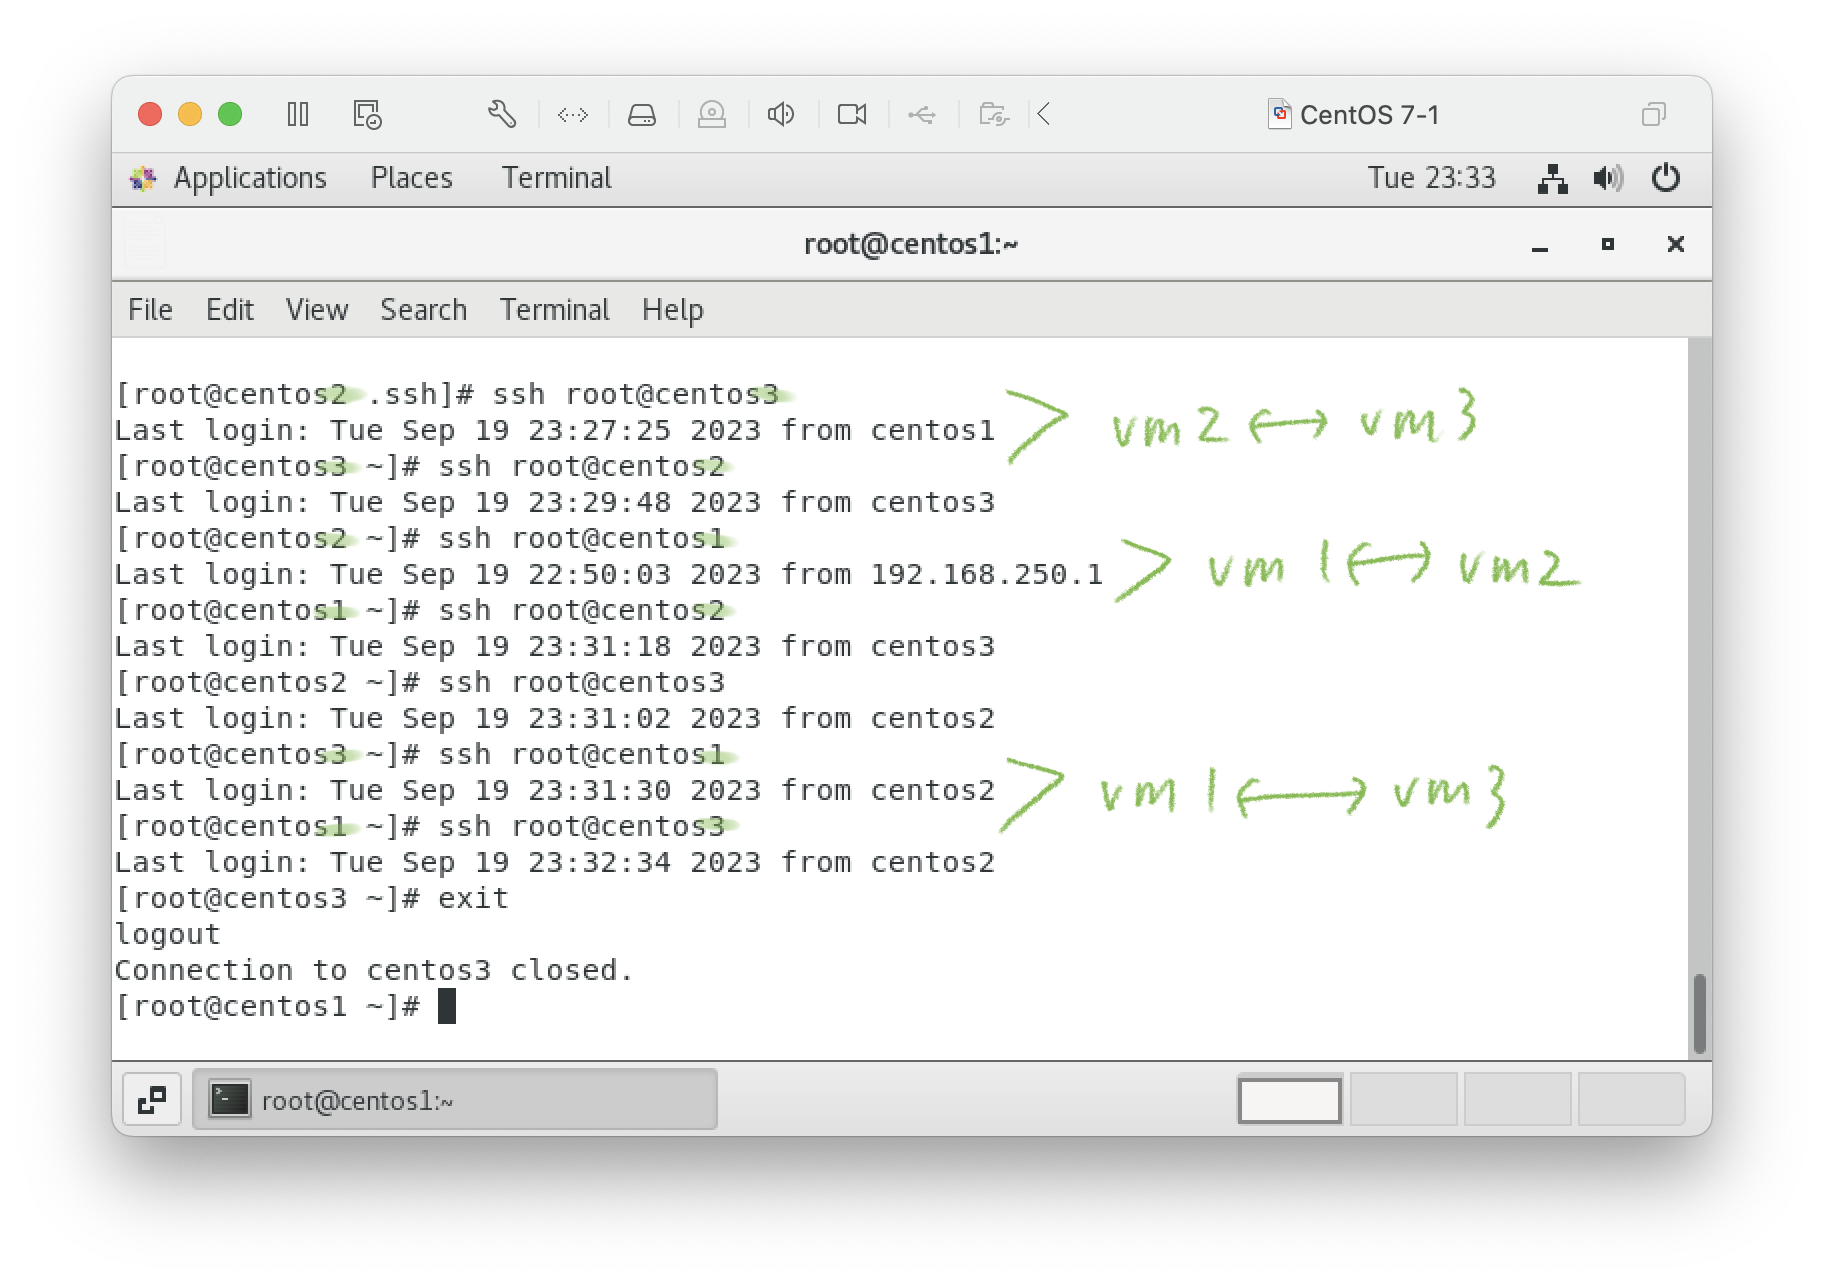 CentOS 7-1
Applications Places Terminal Tue 23:33
root@centos1:~
File Edit View Search Terminal Help
[root@centos2 .ssh]# ssh root@centos3
Last login: Tue Sep 19 23:27:25 2023 from centos1
vm2 <-> vm3
[root@centos3 ~]# ssh root@centos2
Last login: Tue Sep 19 23:29:48 2023 from centos3
[root@centos2 ~]# ssh root@centos1
Last login: Tue Sep 19 22:50:03 2023 from 192.168.250.1
vm1 <-> vm2
[root@centos1 ~]# ssh root@centos2
Last login: Tue Sep 19 23:31:18 2023 from centos3
[root@centos2 ~]# ssh root@centos3
Last login: Tue Sep 19 23:31:02 2023 from centos2
[root@centos3 ~]# ssh root@centos1
Last login: Tue Sep 19 23:31:30 2023 from centos2
vm1 <-> vm3
[root@centos1 ~]# ssh root@centos3
Last login: Tue Sep 19 23:32:34 2023 from centos2
[root@centos3 ~]# exit
logout
Connection to centos3 closed.
[root@centos1 ~]#
root@centos1:~